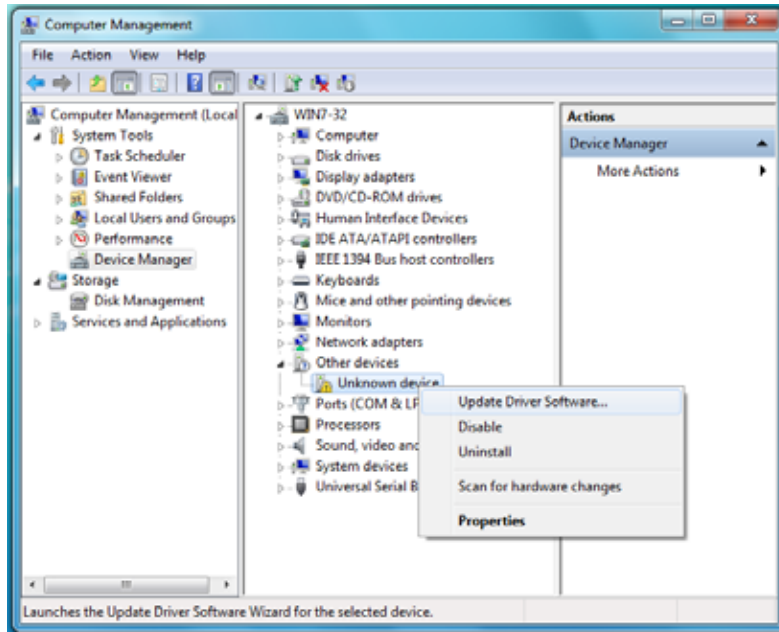 Computer Management
File Action View Help
Computer Management (Local
System Tools
Task Scheduler
Event Viewer
Shared Folders
Local Users and Groups
Performance
Device Manager
Storage
Disk Management
Services and Applications
WIN7-32
Computer
Disk drives
Display adapters
DVD/CD-ROM drives
Human Interface Devices
IDE ATA/ATAPI controllers
IEEE 1394 Bus host controllers
Keyboards
Mice and other pointing devices
Monitors
Network adapters
Other devices
Unknown device
Ports (COM & LP
Processors
Sound, video and
System devices
Universal Serial B
Update Driver Software...
Disable
Uninstall
Scan for hardware changes
Properties
Actions
Device Manager
More Actions
Launches the Update Driver Software Wizard for the selected device.